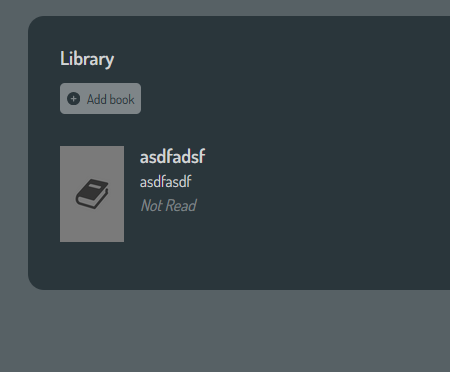 Library
Add book
asdfadsf
asdfasdf
Not Read